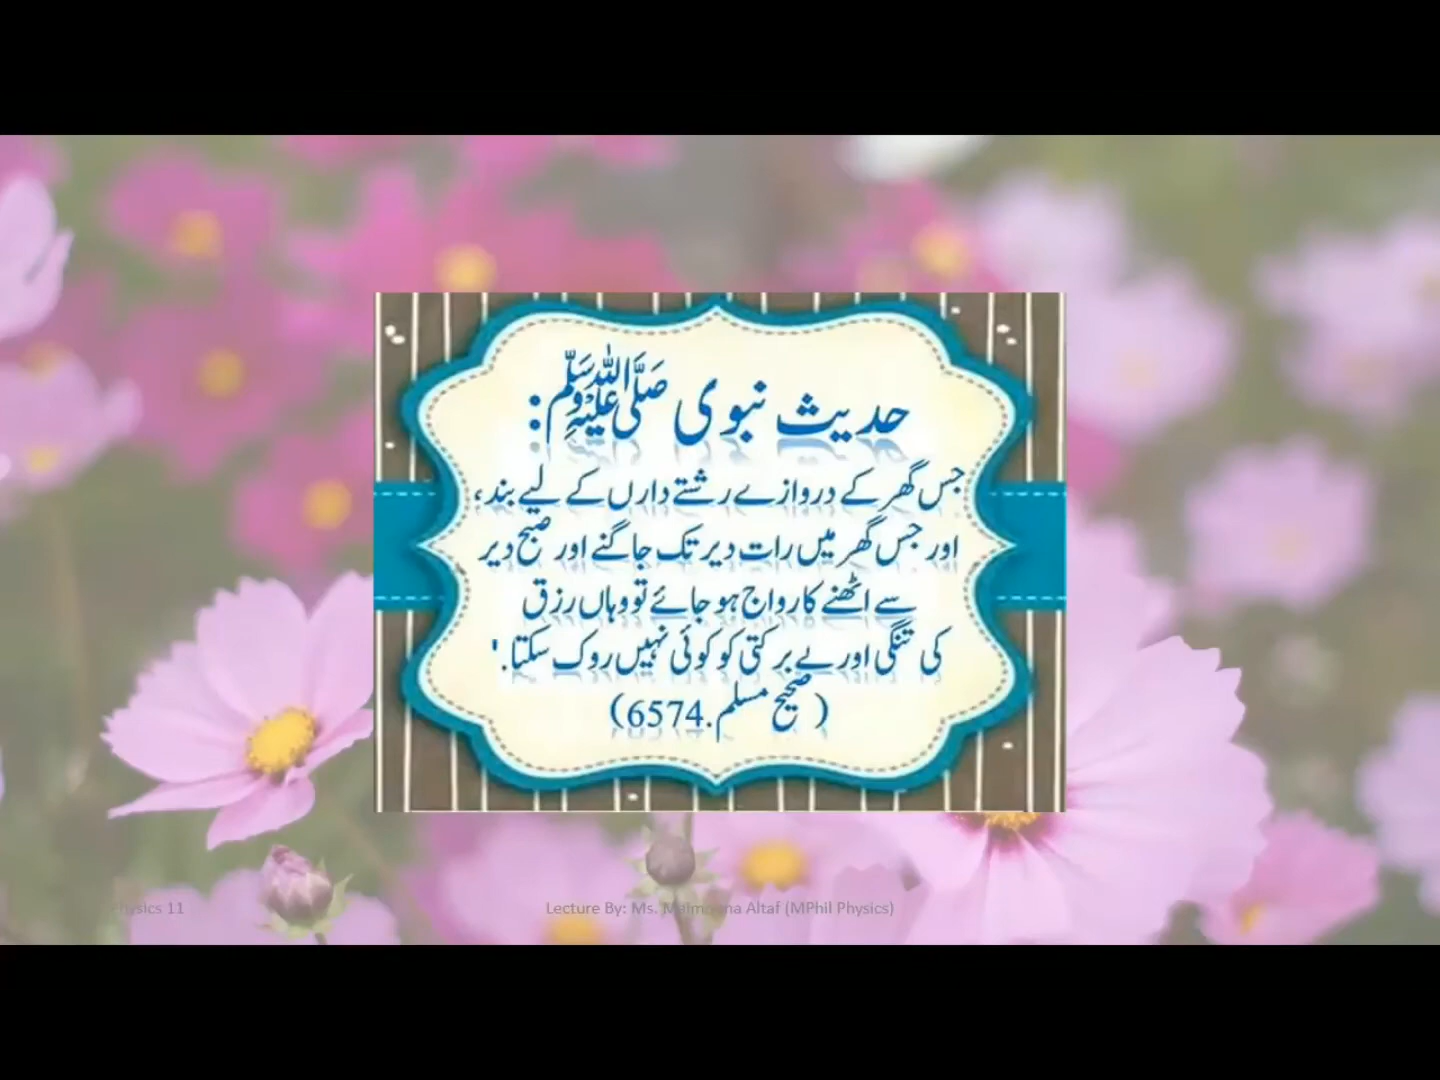 حدیث نبوی صَلَّی اللہُ عَلَیْہِ وَسَلَّم:
جس گھر کے دروازے رشتے دارں کے لیے بند،
اور جس گھر میں رات دیر تک جاگنے اور صبح دیر
سے اٹھنے کا رواج ہو جائے تو وہاں رزق
کی تنگی اور بے برکتی کو کوئی نہیں روک سکتا.'
(صحیح مسلم.6574)
Physics 11
Lecture By: Ms. Maimoona Altaf (MPhil Physics)